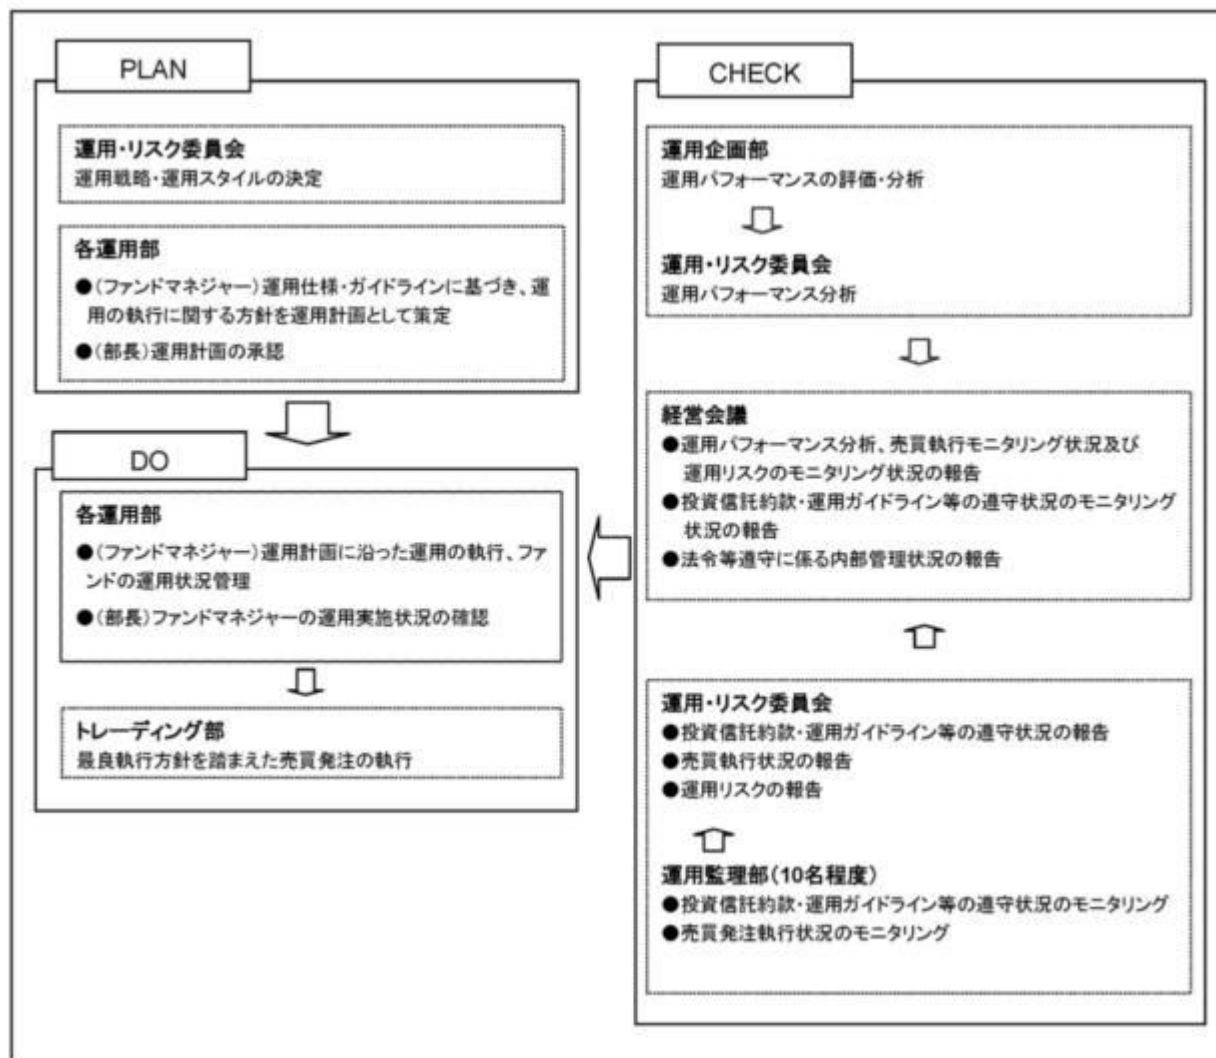 PLAN
運用・リスク委員会
運用戦略・運用スタイルの決定
各運用部
●(ファンドマネジャー)運用仕様・ガイドラインに基づき、運
用の執行に関する方針を運用計画として策定
●(部長)運用計画の承認
DO
各運用部
●(ファンドマネジャー)運用計画に沿った運用の執行、ファ
ンドの運用状況管理
●(部長)ファンドマネジャーの運用実施状況の確認
トレーディング部
最良執行方針を踏まえた売買発注の執行
CHECK
運用企画部
運用パフォーマンスの評価・分析
運用・リスク委員会
運用パフォーマンス分析
経営会議
●運用パフォーマンス分析、売買執行モニタリング状況及び
運用リスクのモニタリング状況の報告
●投資信託約款・運用ガイドライン等の遵守状況のモニタリング
状況の報告
●法令等遵守に係る内部管理状況の報告
運用・リスク委員会
●投資信託約款・運用ガイドライン等の遵守状況の報告
●売買執行状況の報告
●運用リスクの報告
運用監理部(10名程度)
●投資信託約款・運用ガイドライン等の遵守状況のモニタリング
●売買発注執行状況のモニタリング